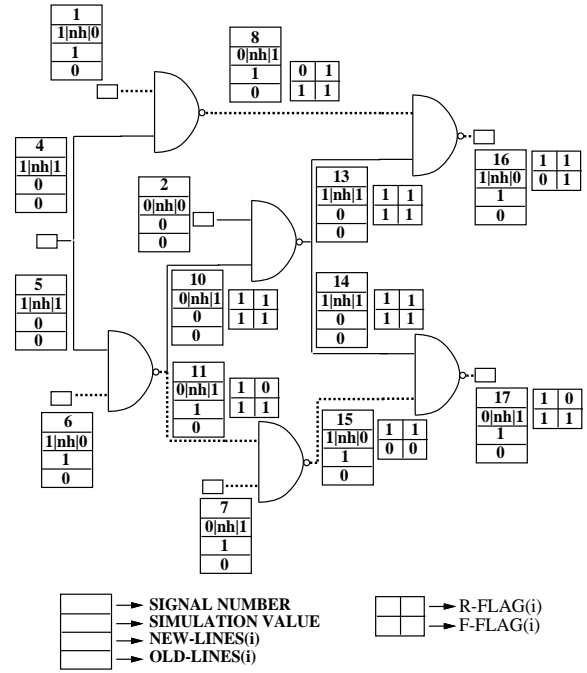 1
1|nh|0
1
0
8
0|nh|1
1
0
0 1
1 1
4
1|nh|1
0
0
2
0|nh|0
0
0
13
1|nh|1
0
0
1 1
1 1
16
1|nh|0
1
0
1 1
0 1
5
1|nh|1
0
0
10
0|nh|1
0
0
1 1
1 1
14
1|nh|1
0
0
1 1
1 1
11
0|nh|1
1
0
1 0
1 1
6
1|nh|0
1
0
15
1|nh|0
1
0
1 1
0 0
17
0|nh|1
1
0
1 0
1 1
7
0|nh|1
1
0
SIGNAL NUMBER
SIMULATION VALUE
NEW-LINES(i)
OLD-LINES(i)
R-FLAG(i)
F-FLAG(i)